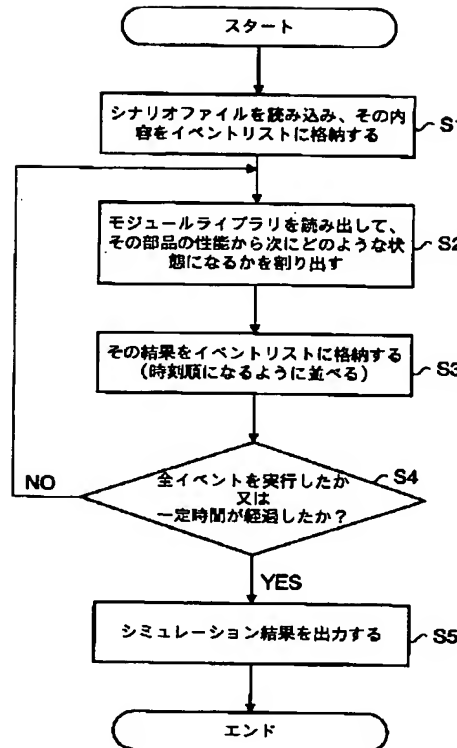 スタート
シナリオファイルを読み込み、その内
容をイベントリストに格納する
S1
モジュールライブラリを読み出して、
その部品の性能から次にどのような状
態になるかを割り出す
S2
その結果をイベントリストに格納する
(時刻順になるように並べる)
S3
全イベントを実行したか
又は
一定時間が経過したか?
S4
NO
YES
シミュレーション結果を出力する
S5
エンド